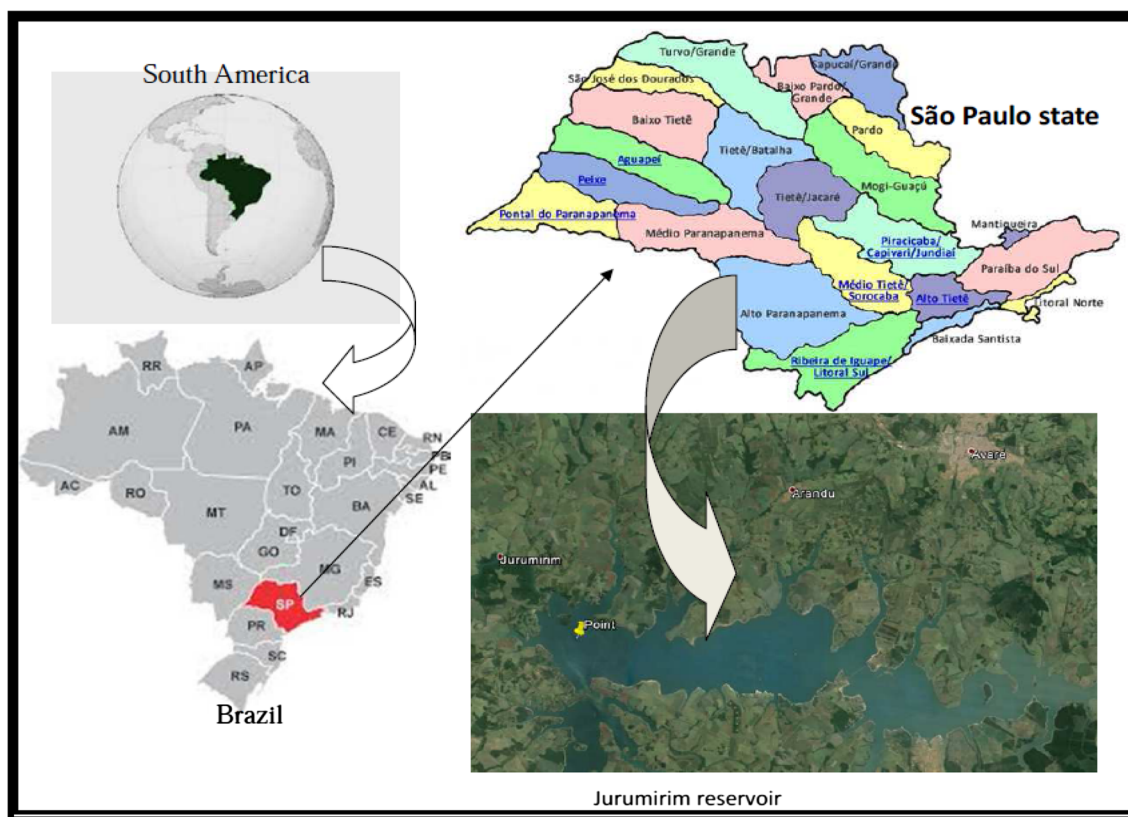 South America
Turvo/Grande
Sapucaí/Grande
São José dos Dourados
Baixo Pardo/
Grande
São Paulo state
Baixo Tietê
Pardo
Tietê/Batalha
Aguapeí
Peixe
Tietê/Jacaré
Mogi-Guaçú
Pontal do Paranapanema
Mantiqueira
Médio Paranapanema
Piracicaba/
Capivari/Jundiaí
Paraíba do Sul
Médio Tietê/
Sorocaba
Alto Tietê
Litoral Norte
Alto Paranapanema
Baixada Santista
Ribeira de Iguape/
Litoral Sul
RR
AP
AM
PA
MA
CE
RN
PB
PI
PE
AC
RO
TO
AL
SE
MT
BA
DF
GO
MG
MS
ES
SP
RJ
PR
SC
RS
Brazil
Avaré
Arandu
Jurumirim
Point
Jurumirim reservoir